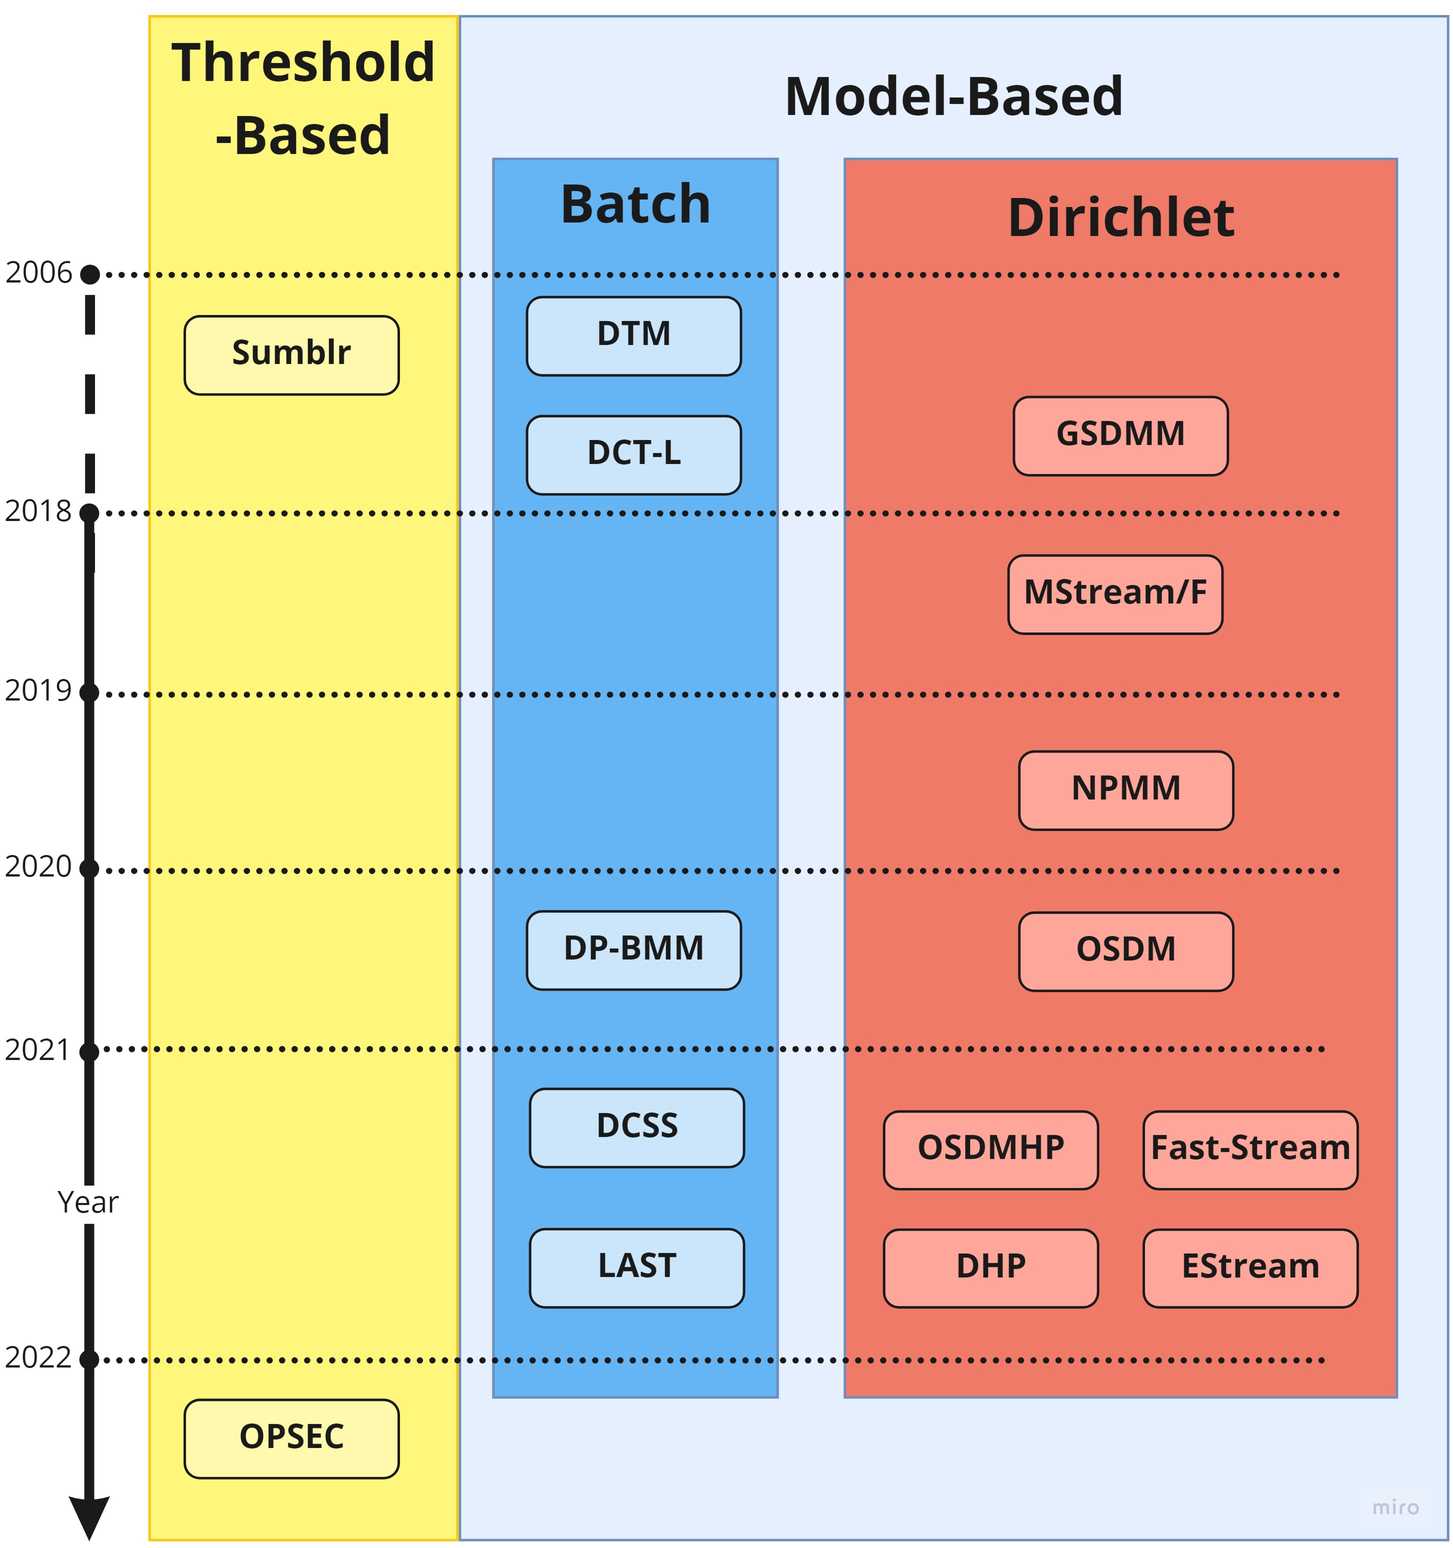 Threshold
-Based
Model-Based
Batch
Dirichlet
2006
Sumblr
DTM
DCT-L
GSDMM
2018
MStream/F
2019
NPMM
2020
DP-BMM
OSDM
2021
DCSS
OSDMHP
Fast-Stream
Year
LAST
DHP
EStream
2022
OPSEC
miro